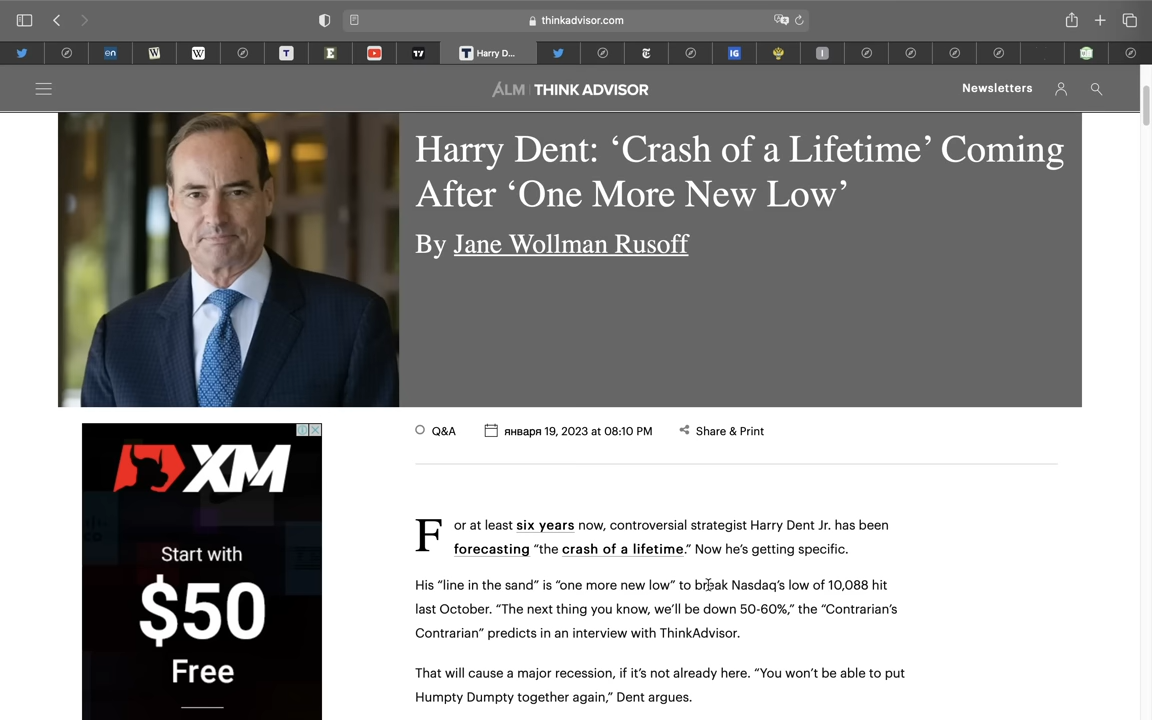 thinkadvisor.com
en
W
W
T
E
17
T Harry D...
IG
I
ALM | THINK ADVISOR
Newsletters
Harry Dent: ‘Crash of a Lifetime’ Coming
After ‘One More New Low’
By Jane Wollman Rusoff
Q&A
января 19, 2023 at 08:10 PM
Share & Print
XM
Start with
$50
Free
For at least six years now, controversial strategist Harry Dent Jr. has been
forecasting “the crash of a lifetime.” Now he’s getting specific.
His “line in the sand” is “one more new low” to break Nasdaq’s low of 10,088 hit
last October. “The next thing you know, we’ll be down 50-60%,” the “Contrarian’s
Contrarian” predicts in an interview with ThinkAdvisor.
That will cause a major recession, if it’s not already here. “You won’t be able to put
Humpty Dumpty together again,” Dent argues.